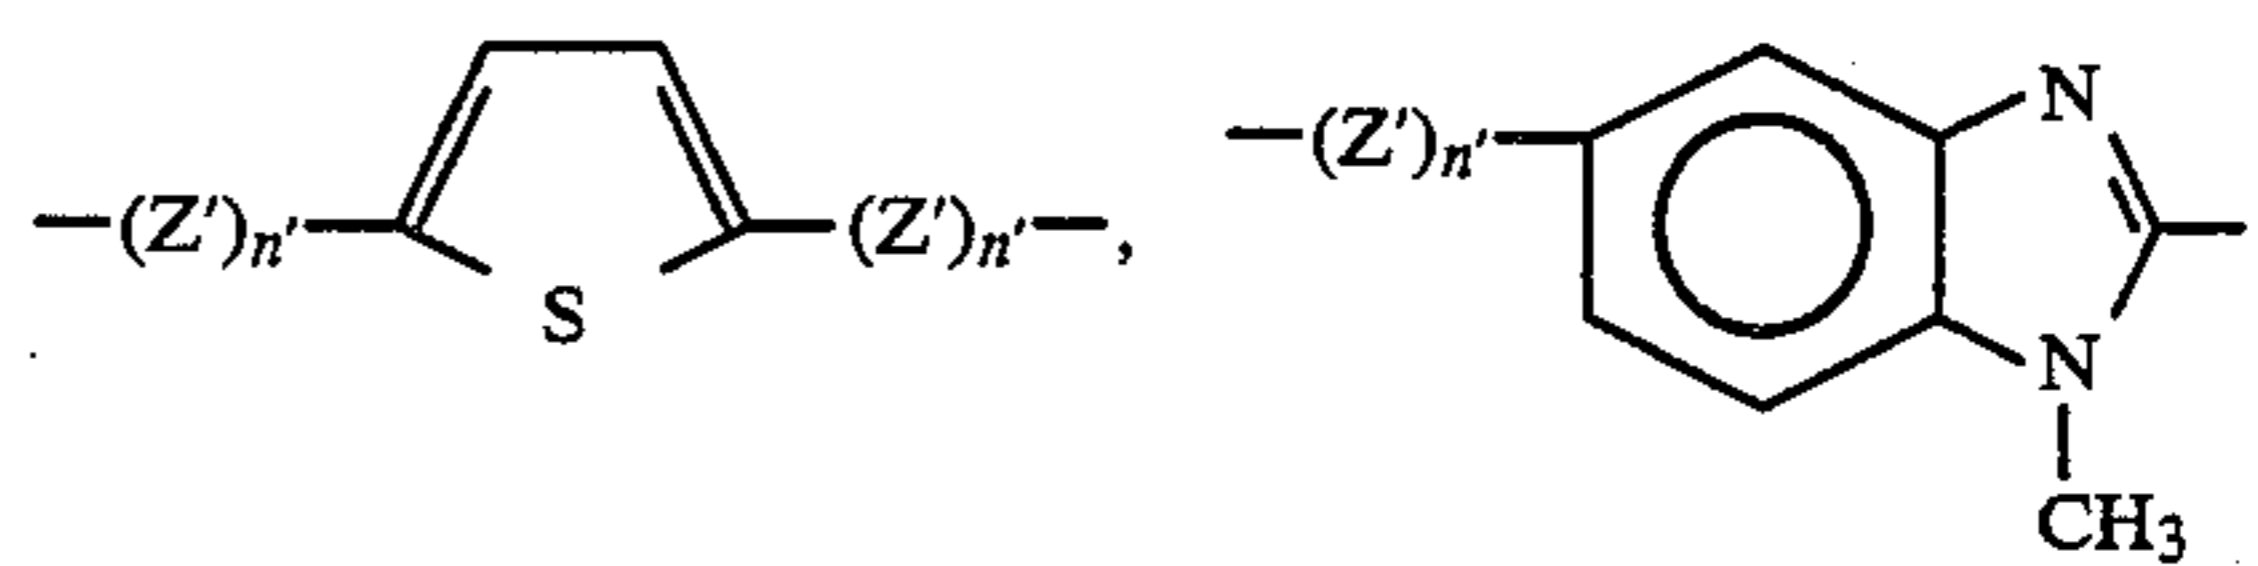 N
—(Z')n'—
—(Z')n'— —(Z')n'—,
S
N
CH3